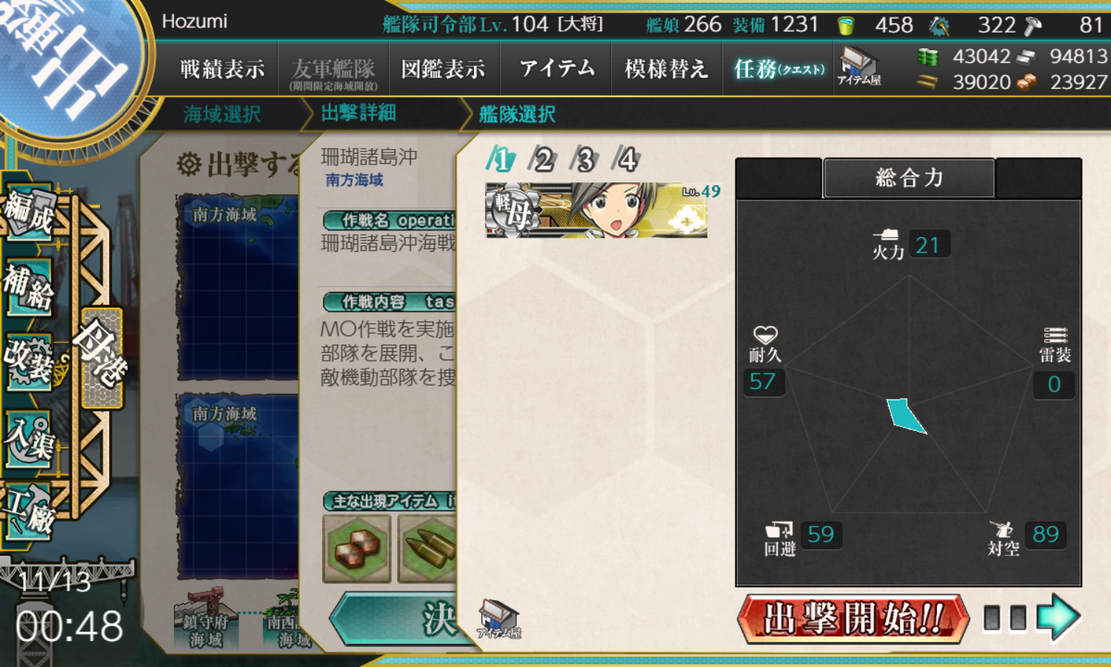 Hozumi
艦隊司令部Lv. 104 [大将]
艦娘 266 装備 1231 458 322 81
戦績表示
友軍艦隊
(期間限定海域開放)
図鑑表示
アイテム
模様替え
任務(クエスト)
アイテム屋
43042 94813
39020 23927
海域選択
出撃詳細
艦隊選択
出撃する
南方海域
南方海域
鎮守府
海域
南西
海域
珊瑚諸島沖
南方海域
作戦名 operati
珊瑚諸島沖海戦
作戦内容 tas
MO作戦を実施
部隊を展開、こ
敵機動部隊を捜
主な出現アイテム it
決
1 2 3 4
軽母
Lv. 49
アイテム屋
総合力
火力 21
耐久
57
雷装
0
回避 59
対空 89
出撃開始!!
編成
補給
改装
入渠
工廠
母港
11/13
00:48